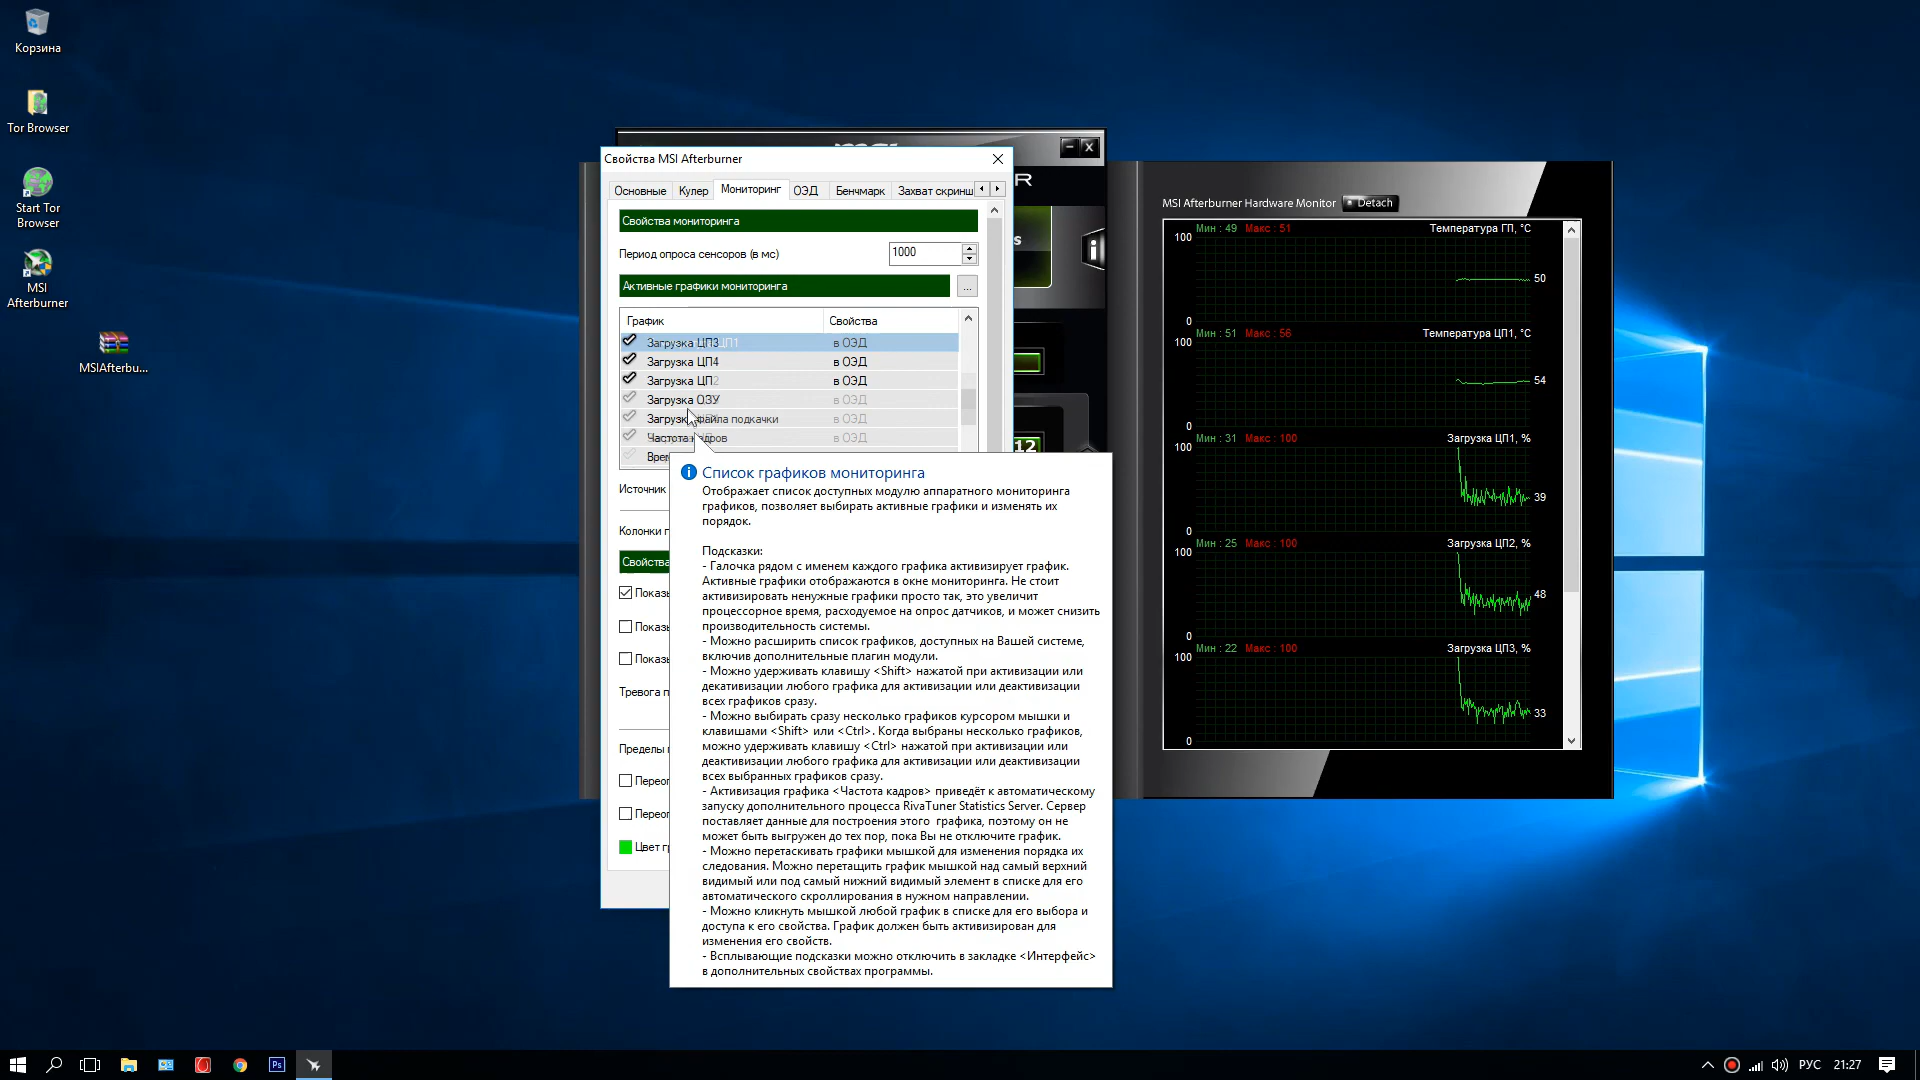 Корзина
Tor Browser
Start Tor
Browser
MSI
Afterburner
MSIAfterbu...
Свойства MSI Afterburner
Основные
Кулер
Мониторинг
ОЭД
Бенчмарк
Захват скринш
Свойства мониторинга
Период опроса сенсоров (в мс)
1000
Активные графики мониторинга
...
График
Свойства
Загрузка ЦП3
в ОЭД
Загрузка ЦП4
в ОЭД
Загрузка ЦП2
в ОЭД
Загрузка ОЗУ
в ОЭД
Загрузка файла подкачки
в ОЭД
Частота кадров
в ОЭД
Источник
Колонки
Свойства
Показы
Показы
Показы
Тревога п
Пределы
Переоп
Переоп
Цвет гр
Список графиков мониторинга
Отображает список доступных модулю аппаратного мониторинга
графиков, позволяет выбирать активные графики и изменять их
порядок.
Подсказки:
- Галочка рядом с именем каждого графика активизирует график.
Активные графики отображаются в окне мониторинга. Не стоит
активизировать ненужные графики просто так, это увеличит
процессорное время, расходуемое на опрос датчиков, и может снизить
производительность системы.
- Можно расширить список графиков, доступных на Вашей системе,
включив дополнительные плагин модули.
- Можно удерживать клавишу <Shift> нажатой при активизации или
декативизации любого графика для активизации или деактивизации
всех графиков сразу.
- Можно выбирать сразу несколько графиков курсором мышки и
клавишами <Shift> или <Ctrl>. Когда выбраны несколько графиков,
можно удерживать клавишу <Ctrl> нажатой при активизации или
деактивизации любого графика для активизации или деактивизации
всех выбранных графиков сразу.
- Активизация графика <Частота кадров> приведёт к автоматическому
запуску дополнительного процесса RivaTuner Statistics Server. Сервер
поставляет данные для построения этого графика, поэтому он не
может быть выгружен до тех пор, пока Вы не отключите график.
- Можно перетаскивать графики мышкой для изменения порядка их
следования. Можно перетащить график мышкой над самый верхний
видимый или под самый нижний видимый элемент в списке для его
автоматического скроллирования в нужном направлении.
- Можно кликнуть мышкой любой график в списке для его выбора и
доступа к его свойства. График должен быть активизирован для
изменения его свойств.
- Всплывающие подсказки можно отключить в закладке <Интерфейс>
в дополнительных свойствах программы.
R
s
i
12
MSI Afterburner Hardware Monitor
Detach
Мин : 49 Макс : 51
Температура ГП, °C
100
50
0
Мин : 51 Макс : 56
Температура ЦП1, °C
100
54
0
Мин : 31 Макс : 100
Загрузка ЦП1, %
100
39
0
Мин : 25 Макс : 100
Загрузка ЦП2, %
100
48
0
Мин : 22 Макс : 100
Загрузка ЦП3, %
100
33
0
Ps
РУС
21:27